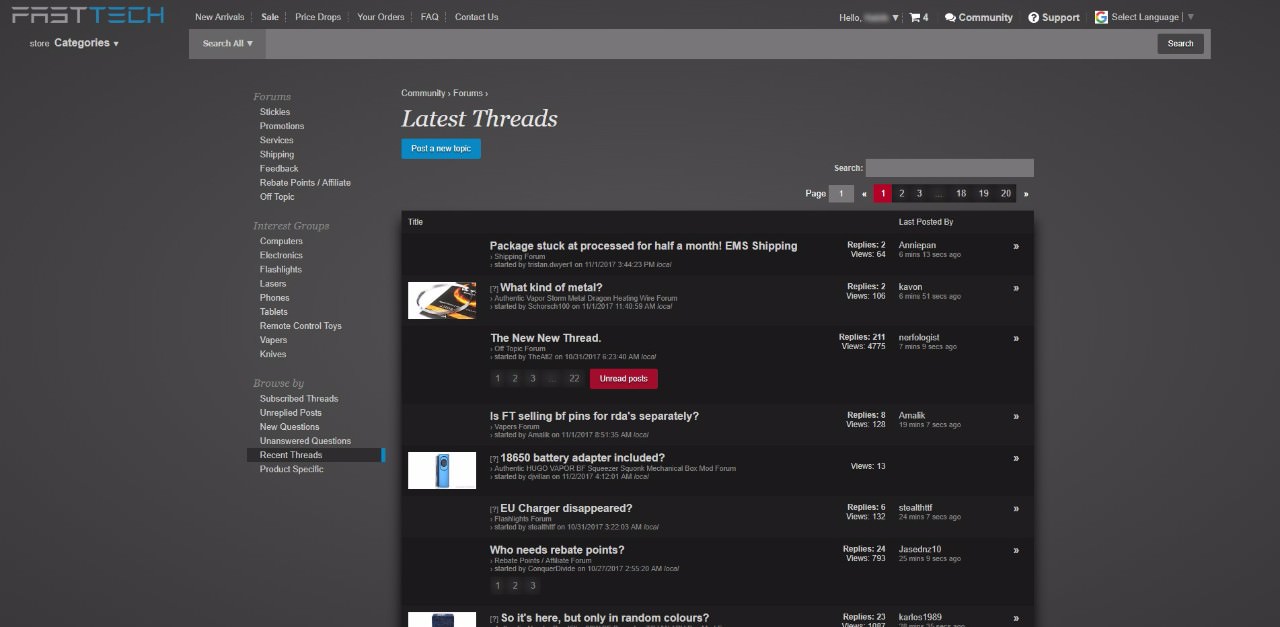 FASTTECH
New Arrivals Sale Price Drops Your Orders FAQ Contact Us
Hello, ▼ 4 Community Support Select Language ▼
store Categories ▾
Search All ▼
Search
Forums
Stickies
Promotions
Services
Shipping
Feedback
Rebate Points / Affiliate
Off Topic
Interest Groups
Computers
Electronics
Flashlights
Lasers
Phones
Tablets
Remote Control Toys
Vapers
Knives
Browse by
Subscribed Threads
Unreplied Posts
New Questions
Unanswered Questions
Recent Threads
Product Specific
Community › Forums ›
Latest Threads
Post a new topic
Search:
Page 1 « 1 2 3 ... 18 19 20 »
Title Last Posted By
Package stuck at processed for half a month! EMS Shipping
› Shipping Forum
› started by tristan.dwyer1 on 11/1/2017 3:44:23 PM local
Replies: 2
Views: 64
Anniepan
6 mins 13 secs ago
»
[?] What kind of metal?
› Authentic Vapor Storm Metal Dragon Heating Wire Forum
› started by Schorsch100 on 11/1/2017 11:40:59 AM local
Replies: 2
Views: 106
kavon
6 mins 51 secs ago
»
The New New Thread.
› Off Topic Forum
› started by TheAtl2 on 10/31/2017 6:23:40 AM local
1 2 3 ... 22 Unread posts
Replies: 211
Views: 4775
nerfologist
7 mins 9 secs ago
»
Is FT selling bf pins for rda's separately?
› Vapers Forum
› started by Amalik on 11/1/2017 8:51:35 AM local
Replies: 8
Views: 128
Amalik
19 mins 7 secs ago
»
[?] 18650 battery adapter included?
› Authentic HUGO VAPOR BF Squeezer Squonk Mechanical Box Mod Forum
› started by djvilan on 11/2/2017 4:12:01 AM local
Views: 13
»
[?] EU Charger disappeared?
› Flashlights Forum
› started by stealthttf on 10/31/2017 3:22:03 AM local
Replies: 6
Views: 132
stealthttf
24 mins 7 secs ago
»
Who needs rebate points?
› Rebate Points / Affiliate Forum
› started by ConquerDivide on 10/27/2017 2:55:20 AM local
1 2 3
Replies: 24
Views: 793
Jasednz10
25 mins 9 secs ago
»
[?] So it's here, but only in random colours?
Replies: 23
Views: 1087
karlos1989
»